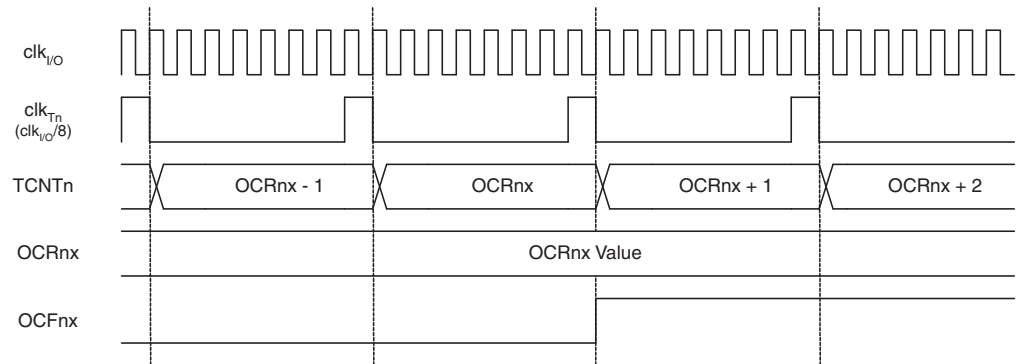 clkI/O
clkTn
(clkI/O/8)
TCNTn
OCRnx - 1
OCRnx
OCRnx + 1
OCRnx + 2
OCRnx
OCRnx Value
OCFnx